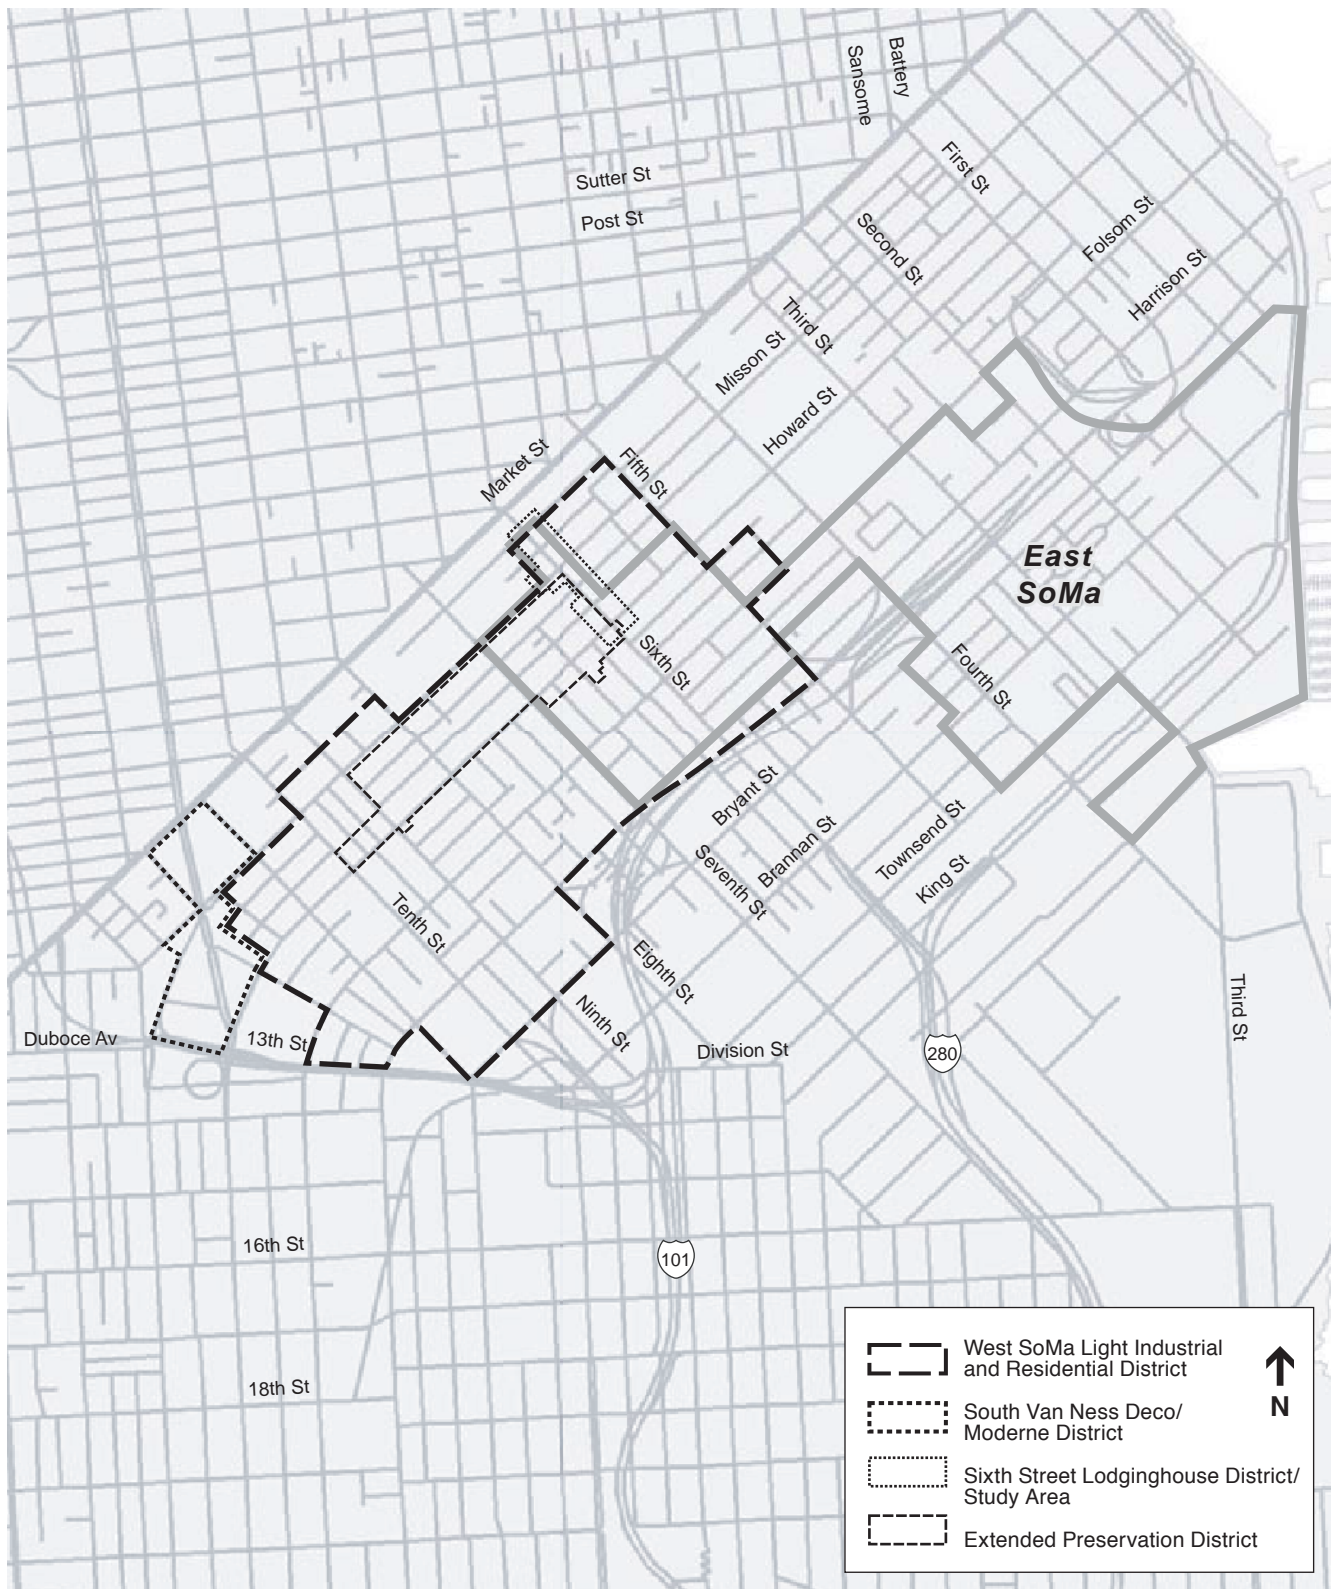 Battery
Sansome
First St
Sutter St
Post St
Second St
Folsom St
Harrison St
Third St
Misson St
Howard St
Market St
Fifth St
East
SoMa
Sixth St
Fourth St
Bryant St
Brannan St
Townsend St
King St
Seventh St
Tenth St
Eighth St
Ninth St
Third St
Duboce Av
13th St
Division St
280
16th St
101
18th St
West SoMa Light Industrial
and Residential District
N
South Van Ness Deco/
Moderne District
Sixth Street Lodginghouse District/
Study Area
Extended Preservation District